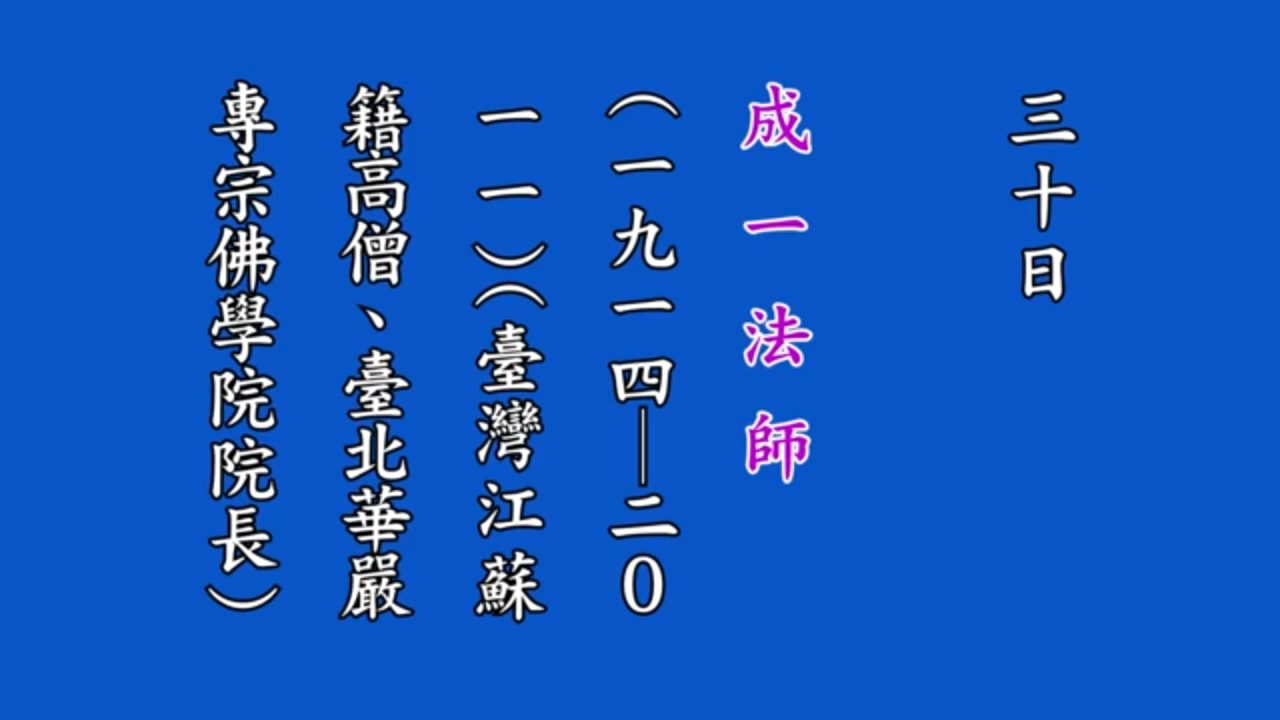 三十日
成一法師
（一九一四—二0
一一）（臺灣江蘇
籍高僧、臺北華嚴
專宗佛學院院長）